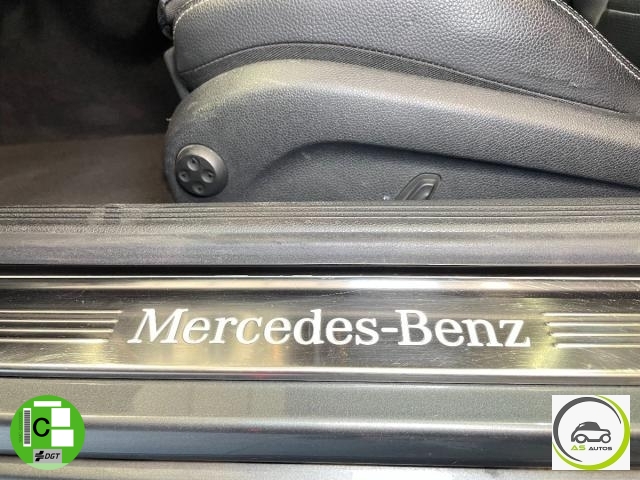 Mercedes-Benz
C
DGT
AS AUTOS